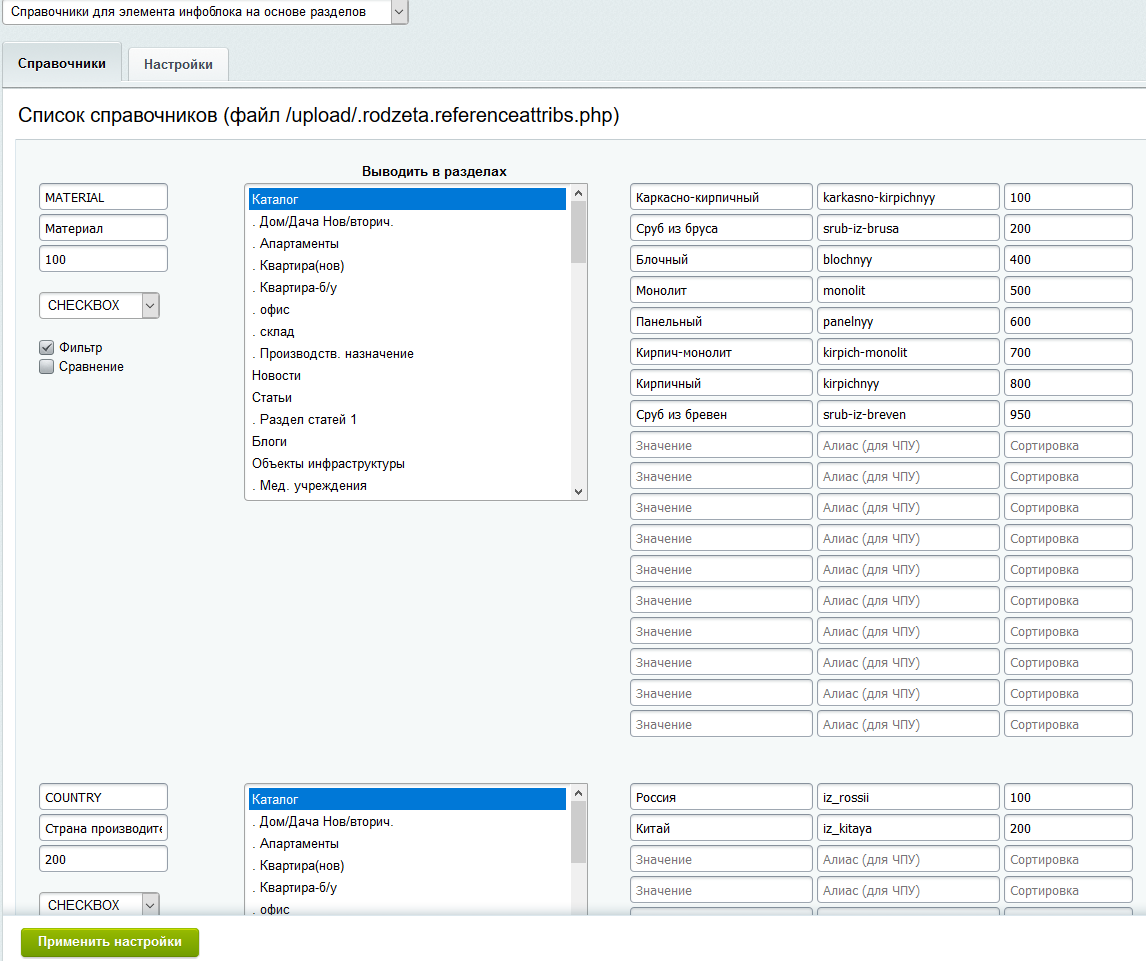 Справочники для элемента инфоблока на основе разделов
Справочники
Настройки
Список справочников (файл /upload/.rodzeta.referenceattribs.php)
Выводить в разделах
MATERIAL
Материал
100
CHECKBOX
Фильтр
Сравнение
Каталог
. Дом/Дача Нов/вторич.
. Апартаменты
. Квартира(нов)
. Квартира-б/у
. офис
. склад
. Производств. назначение
Новости
Статьи
. Раздел статей 1
Блоги
Объекты инфраструктуры
. Мед. учреждения
Каркасно-кирпичный karkasno-kirpichnyy 100
Сруб из бруса srub-iz-brusa 200
Блочный blochnyy 400
Монолит monolit 500
Панельный panelnyy 600
Кирпич-монолит kirpich-monolit 700
Кирпичный kirpichnyy 800
Сруб из бревен srub-iz-breven 950
Значение Алиас (для ЧПУ) Сортировка
Значение Алиас (для ЧПУ) Сортировка
Значение Алиас (для ЧПУ) Сортировка
Значение Алиас (для ЧПУ) Сортировка
Значение Алиас (для ЧПУ) Сортировка
Значение Алиас (для ЧПУ) Сортировка
Значение Алиас (для ЧПУ) Сортировка
Значение Алиас (для ЧПУ) Сортировка
Значение Алиас (для ЧПУ) Сортировка
Значение Алиас (для ЧПУ) Сортировка
COUNTRY
Страна производите
200
CHECKBOX
Каталог
. Дом/Дача Нов/вторич.
. Апартаменты
. Квартира(нов)
. Квартира-б/у
. офис
Россия iz_rossii 100
Китай iz_kitaya 200
Значение Алиас (для ЧПУ) Сортировка
Значение Алиас (для ЧПУ) Сортировка
Применить настройки